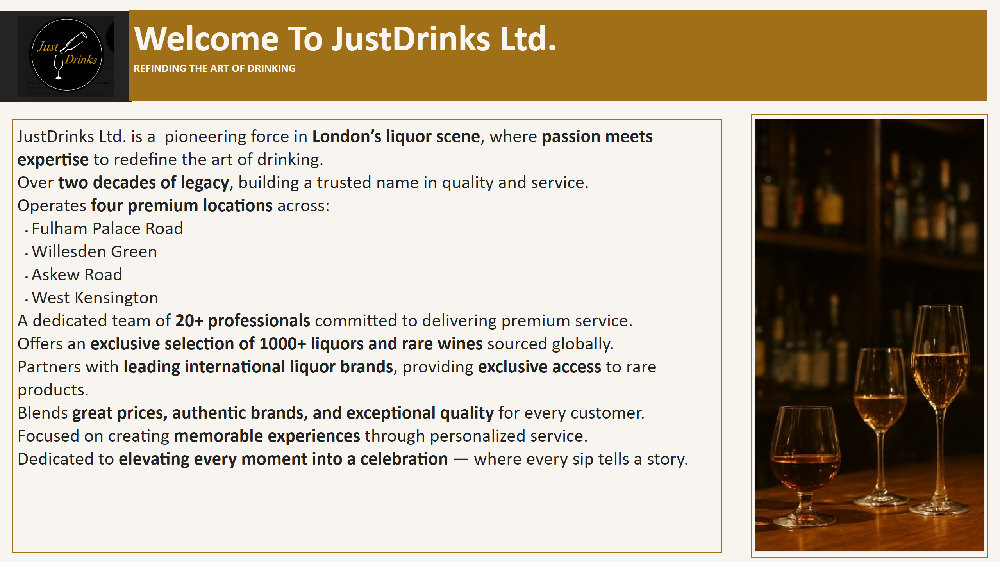 Just
Drinks
Welcome To JustDrinks Ltd.
REFINDING THE ART OF DRINKING
JustDrinks Ltd. is a  pioneering force in London’s liquor scene, where passion meets
expertise to redefine the art of drinking.
Over two decades of legacy, building a trusted name in quality and service.
Operates four premium locations across:
• Fulham Palace Road
• Willesden Green
• Askew Road
• West Kensington
A dedicated team of 20+ professionals committed to delivering premium service.
Offers an exclusive selection of 1000+ liquors and rare wines sourced globally.
Partners with leading international liquor brands, providing exclusive access to rare
products.
Blends great prices, authentic brands, and exceptional quality for every customer.
Focused on creating memorable experiences through personalized service.
Dedicated to elevating every moment into a celebration — where every sip tells a story.